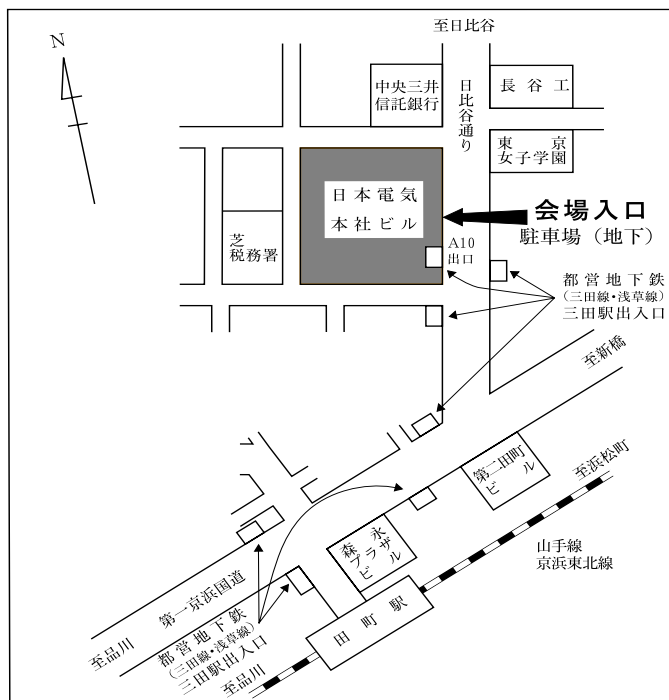 至日比谷
N
中央三井
信託銀行
日比谷通り
長谷工
東京
女子学園
日本電気
本社ビル
会場入口
駐車場（地下）
A10
出口
芝
税務署
都営地下鉄
（三田線・浅草線）
三田駅出入口
至新橋
第二田町
ビル
至浜松町
森永
プラザ
ビル
山手線
京浜東北線
第一京浜国道
田町駅
至品川
都営地下鉄
（三田線・浅草線）
三田駅出入口
至品川